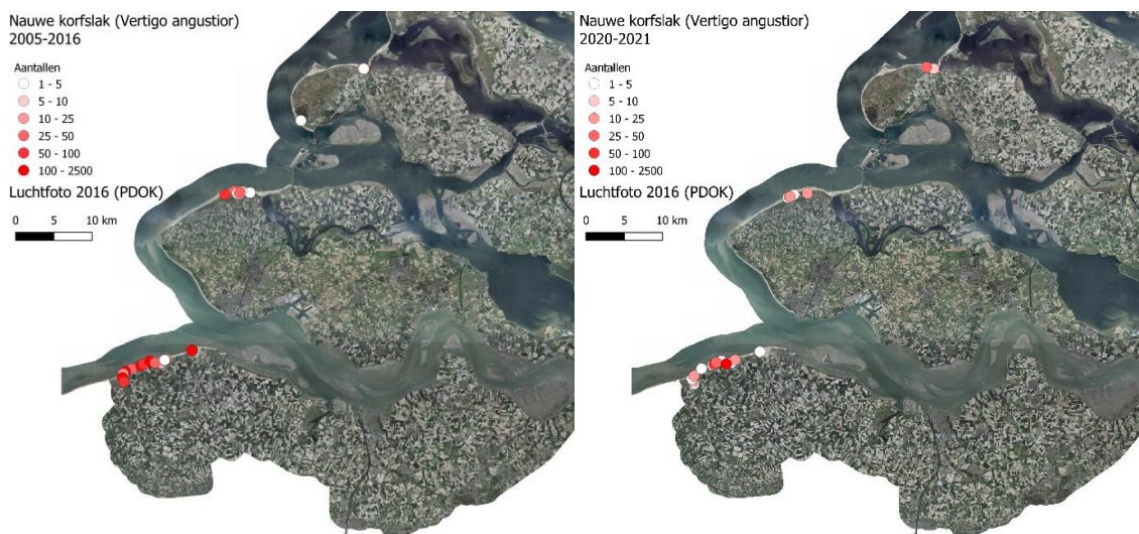 Nauwe korfslak (Vertigo angustior)
2005-2016
Aantallen
1 - 5
5 - 10
10 - 25
25 - 50
50 - 100
100 - 2500
Luchtfoto 2016 (PDOK)
0 5 10 km
Nauwe korfslak (Vertigo angustior)
2020-2021
Aantallen
1 - 5
5 - 10
10 - 25
25 - 50
50 - 100
100 - 2500
Luchtfoto 2016 (PDOK)
0 5 10 km